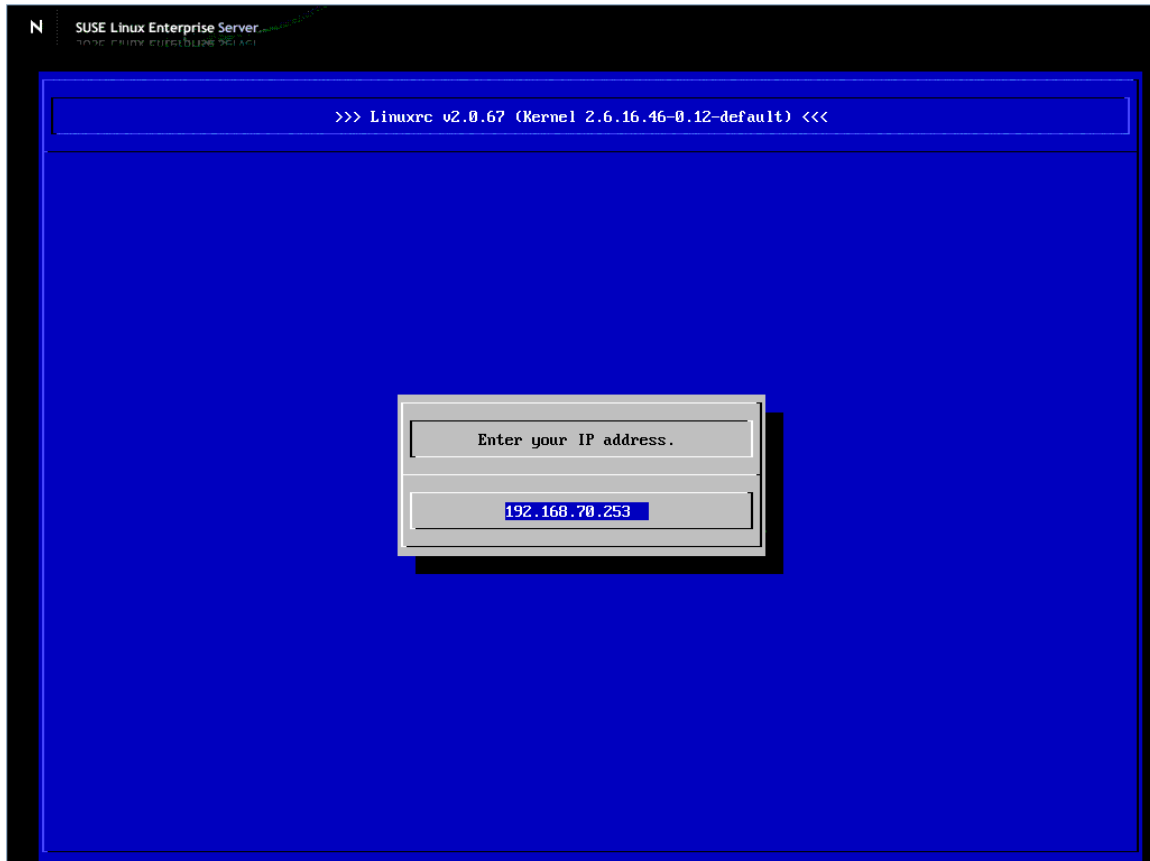 N SUSE Linux Enterprise Server
>>> Linuxrc v2.0.67 (Kernel 2.6.16.46-0.12-default) <<<
Enter your IP address.
192.168.70.253